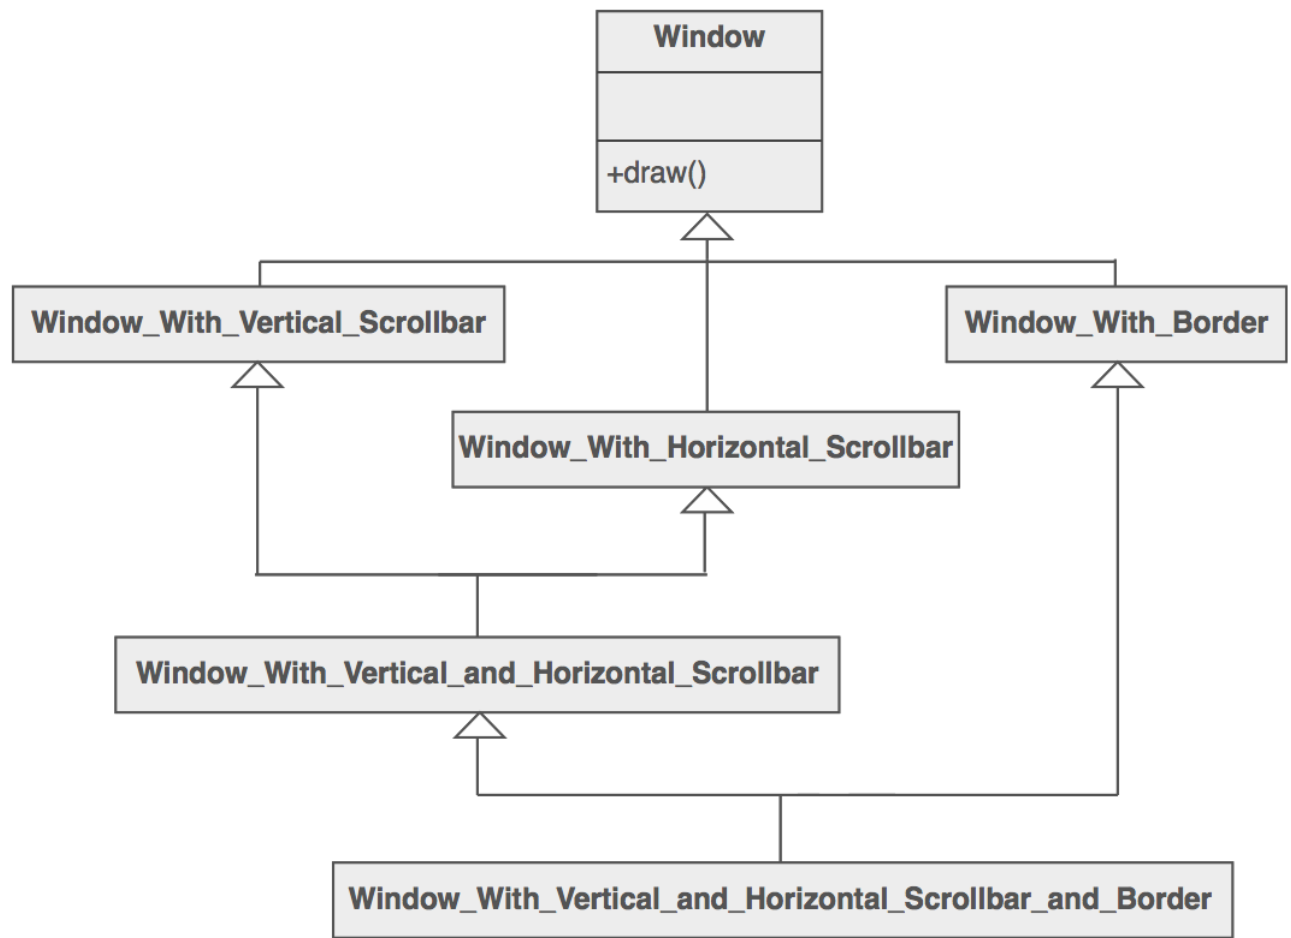 Window
+draw()
Window_With_Vertical_Scrollbar
Window_With_Border
Window_With_Horizontal_Scrollbar
Window_With_Vertical_and_Horizontal_Scrollbar
Window_With_Vertical_and_Horizontal_Scrollbar_and_Border